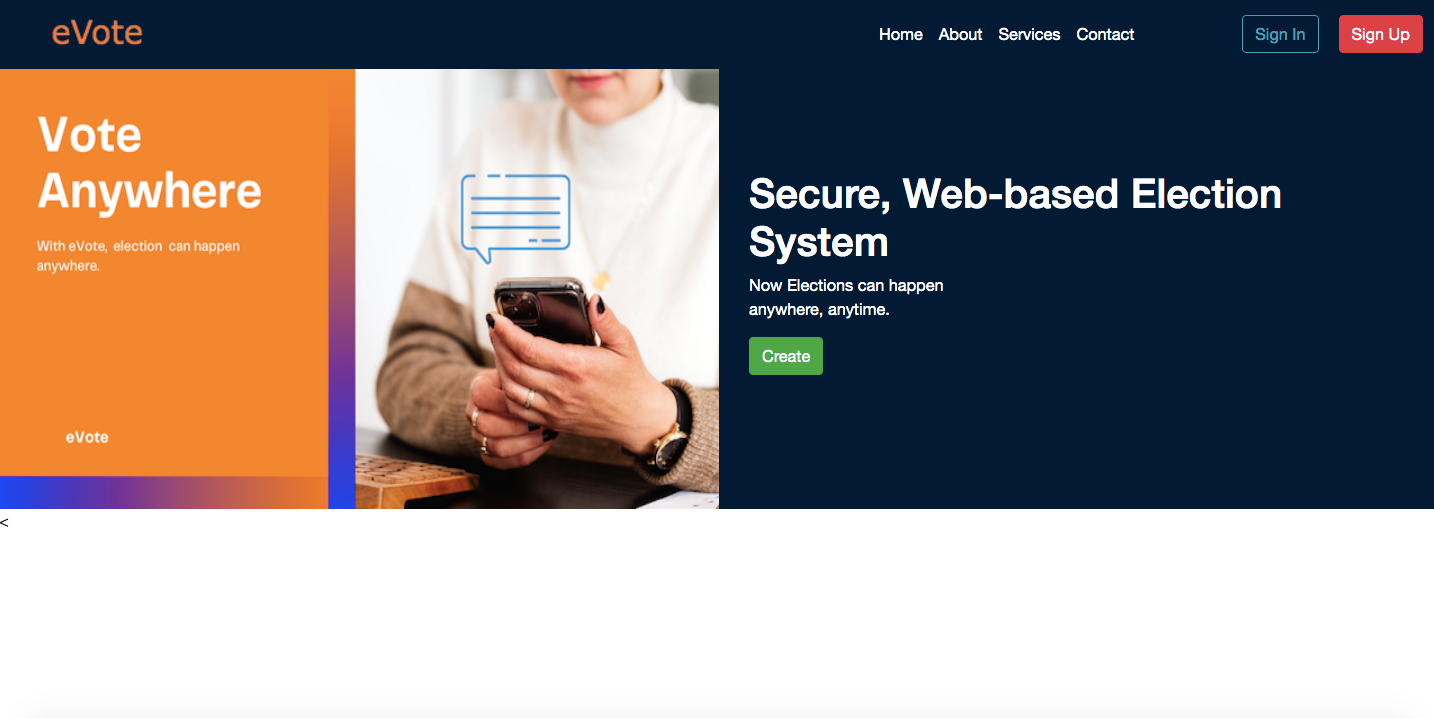 eVote
Home About Services Contact Sign In Sign Up
Vote
Anywhere
With eVote, election can happen
anywhere.
eVote
Secure, Web-based Election
System
Now Elections can happen
anywhere, anytime.
Create
<